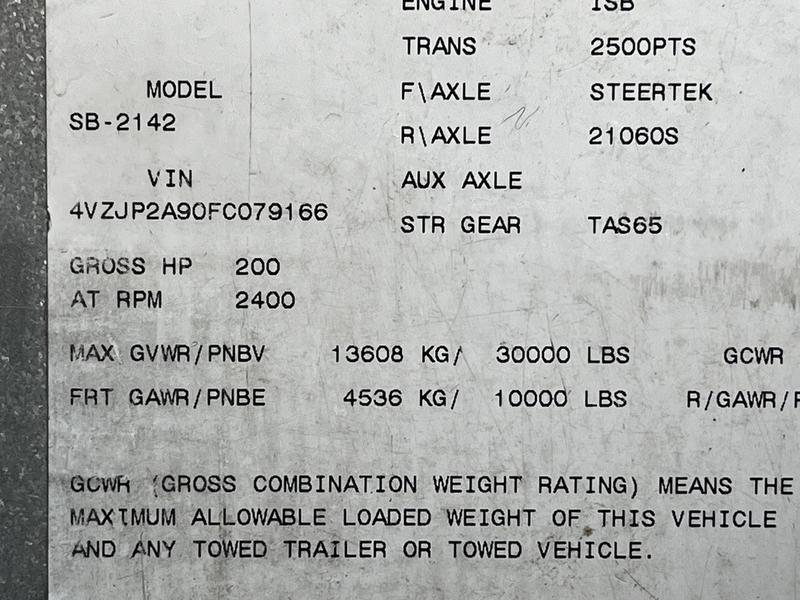 ENGINE ISB
TRANS 2500PTS
MODEL
F\AXLE STEERTEK
SB-2142
R\AXLE 21060S
VIN
AUX AXLE
4VZJP2A90FC079166
STR GEAR TAS65
GROSS HP 200
AT RPM 2400
MAX GVWR/PNBV 13608 KG/ 30000 LBS GCWR
FRT GAWR/PNBE 4536 KG/ 10000 LBS R/GAWR/P
GCWR (GROSS COMBINATION WEIGHT RATING) MEANS THE
MAXIMUM ALLOWABLE LOADED WEIGHT OF THIS VEHICLE
AND ANY TOWED TRAILER OR TOWED VEHICLE.